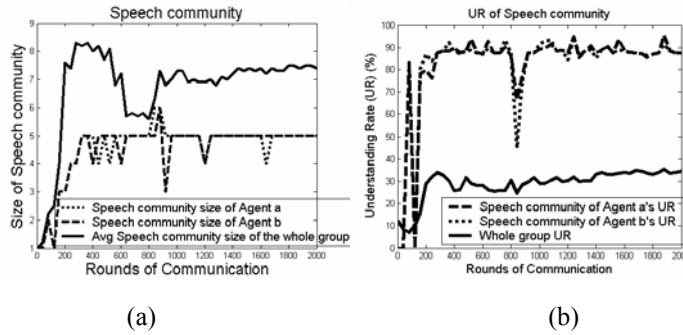 Speech community
(a)
Size of Speech community
9
8
7
6
5
4
3
2
1
Speech community size of Agent a
Speech community size of Agent b
Avg Speech community size of the whole group
0 200 400 600 800 1000 1200 1400 1600 1800 2000
Rounds of Communication
(a)
UR of Speech community
(b)
Understanding Rate (UR) (%)
100
90
80
70
60
50
40
30
20
10
0
Speech community of Agent a's UR
Speech community of Agent b's UR
Whole group UR
0 200 400 600 800 1000 1200 1400 1600 1800 2000
Rounds of Communication
(b)